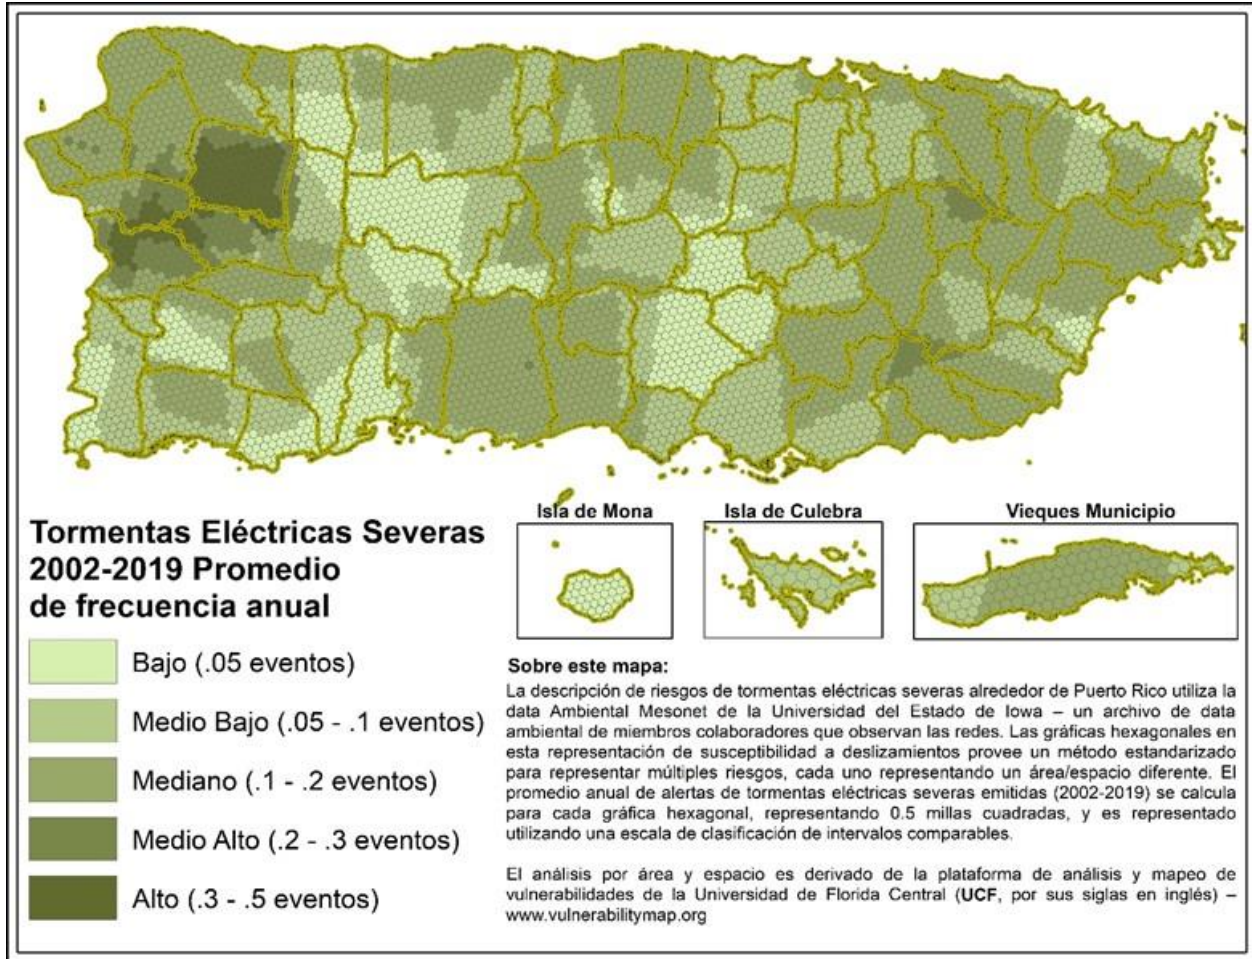 Isla de Mona
Isla de Culebra
Vieques Municipio
Tormentas Eléctricas Severas
2002-2019 Promedio
de frecuencia anual
Bajo (.05 eventos)
Medio Bajo (.05 - .1 eventos)
Mediano (.1 - .2 eventos)
Medio Alto (.2 - .3 eventos)
Alto (.3 - .5 eventos)
Sobre este mapa:
La descripción de riesgos de tormentas eléctricas severas alrededor de Puerto Rico utiliza la
data Ambiental Mesonet de la Universidad del Estado de Iowa – un archivo de data
ambiental de miembros colaboradores que observan las redes. Las gráficas hexagonales en
esta representación de susceptibilidad a deslizamientos provee un método estandarizado
para representar múltiples riesgos, cada uno representando un área/espacio diferente. El
promedio anual de alertas de tormentas eléctricas severas emitidas (2002-2019) se calcula
para cada gráfica hexagonal, representando 0.5 millas cuadradas, y es representado
utilizando una escala de clasificación de intervalos comparables.
El análisis por área y espacio es derivado de la plataforma de análisis y mapeo de
vulnerabilidades de la Universidad de Florida Central (UCF, por sus siglas en inglés) –
www.vulnerabilitymap.org